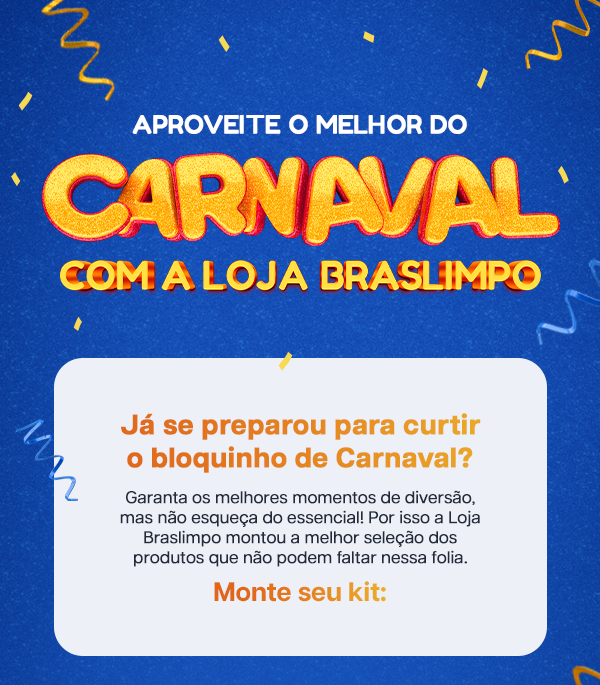 APROVEITE O MELHOR DO
CARNAVAL
COM A LOJA BRASLIMPO
Já se preparou para curtir
o bloquinho de Carnaval?
Garanta os melhores momentos de diversão,
mas não esqueça do essencial! Por isso a Loja
Braslimpo montou a melhor seleção dos
produtos que não podem faltar nessa folia.
Monte seu kit: